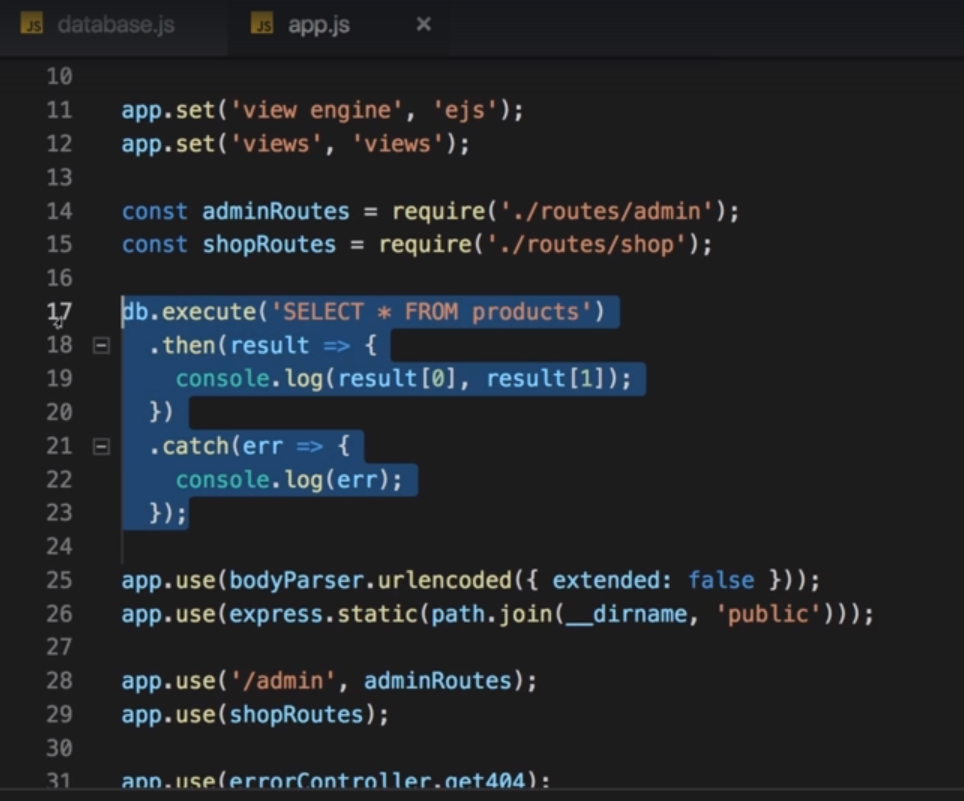 JS database.js JS app.js ×
10
11 app.set('view engine', 'ejs');
12 app.set('views', 'views');
13
14 const adminRoutes = require('./routes/admin');
15 const shopRoutes = require('./routes/shop');
16
17 db.execute('SELECT * FROM products')
18 .then(result => {
19 console.log(result[0], result[1]);
20 })
21 .catch(err => {
22 console.log(err);
23 });
24
25 app.use(bodyParser.urlencoded({ extended: false }));
26 app.use(express.static(path.join(__dirname, 'public')));
27
28 app.use('/admin', adminRoutes);
29 app.use(shopRoutes);
30
31 app.use(errorController.get404);